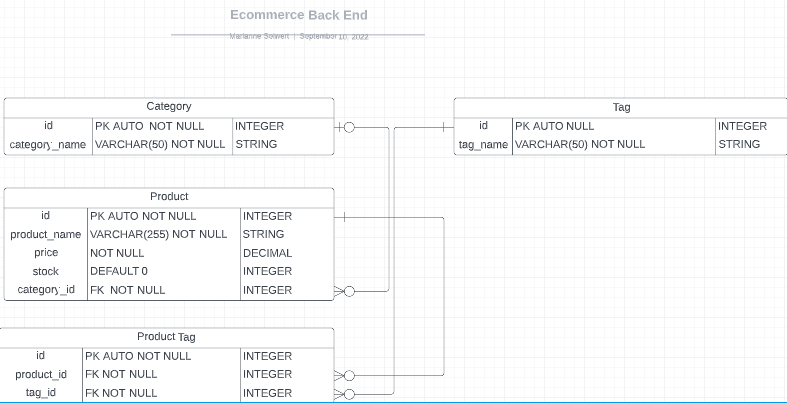 Ecommerce Back End
Marianne | September 10, 2022
Category
id PK AUTO NOT NULL INTEGER
category_name VARCHAR(50) NOT NULL STRING
Tag
id PK AUTO NULL INTEGER
tag_name VARCHAR(50) NOT NULL STRING
Product
id PK AUTO NOT NULL INTEGER
product_name VARCHAR(255) NOT NULL STRING
price NOT NULL DECIMAL
stock DEFAULT 0 INTEGER
category_id FK NOT NULL INTEGER
Product Tag
id PK AUTO NOT NULL INTEGER
product_id FK NOT NULL INTEGER
tag_id FK NOT NULL INTEGER